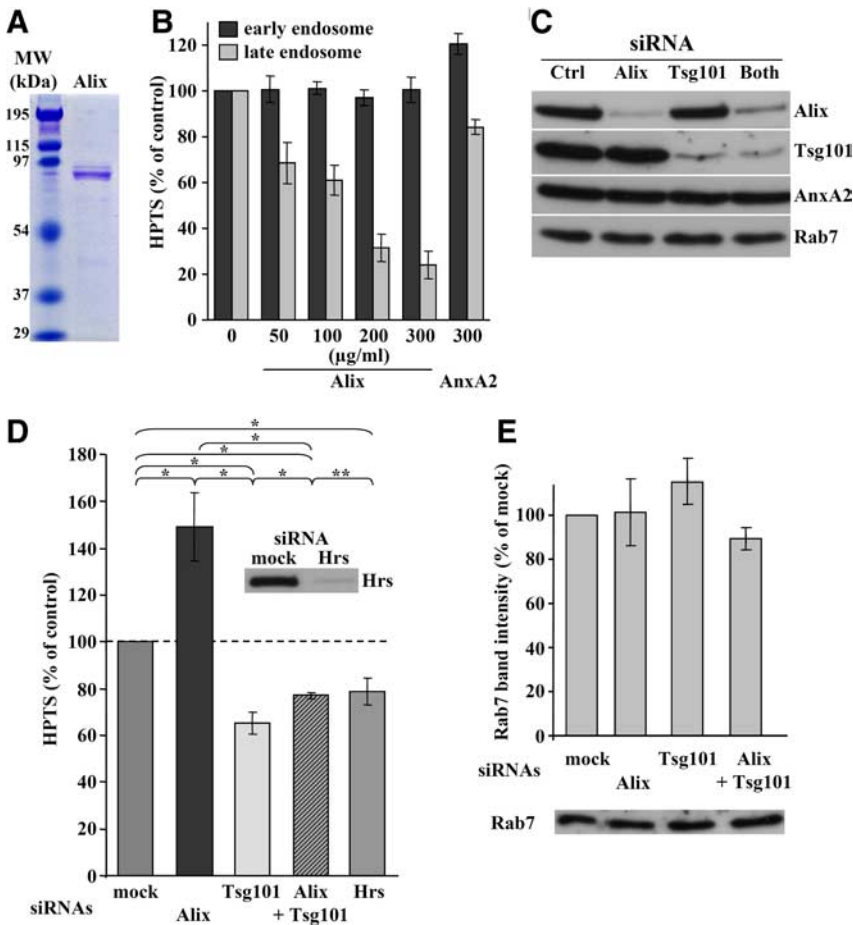 A
MW
(kDa) Alix
195
115
97
54
37
29
B
early endosome
late endosome
HPTS (% of control)
120
100
80
60
40
20
0
0 50 100 200 300 300
(µg/ml)
Alix AnxA2
C
siRNA
Ctrl Alix Tsg101 Both
Alix
Tsg101
AnxA2
Rab7
D
*
*
*
*
* * * **
HPTS (% of control)
180
160
140
120
100
80
60
40
20
0
siRNA
mock Hrs
Hrs
mock Tsg101 Alix Hrs
siRNAs Alix + Tsg101
E
Rab7 band intensity (% of mock)
120
100
80
60
40
20
0
mock Tsg101 Alix
siRNAs Alix + Tsg101
Rab7